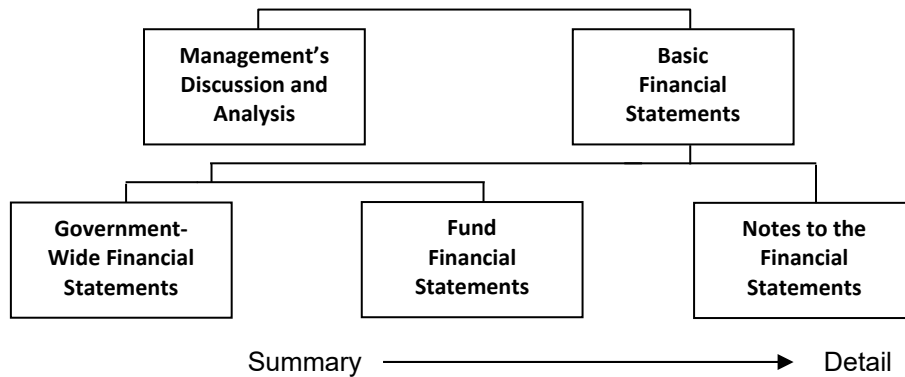 Management’s
Discussion and
Analysis
Basic
Financial
Statements
Government-
Wide Financial
Statements
Fund
Financial
Statements
Notes to the
Financial
Statements
Summary
Detail